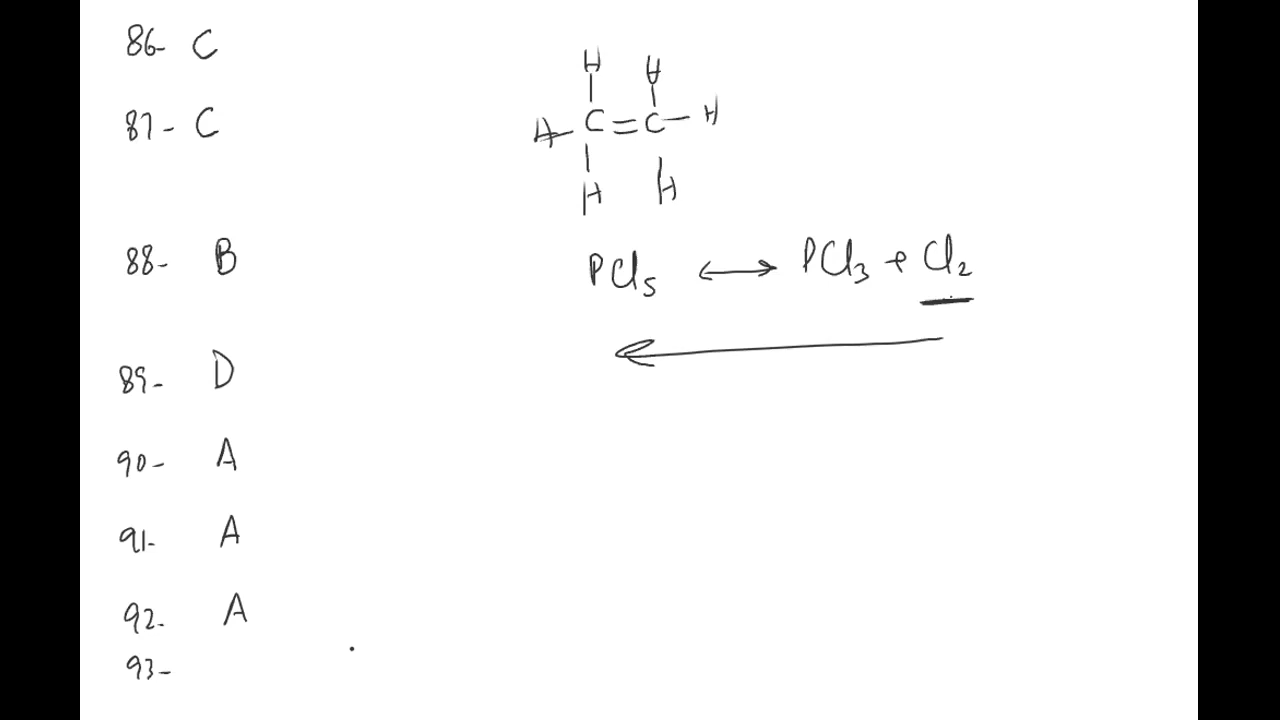 86- C
87- C
88- B
89- D
90- A
91- A
92- A
93-
H H
H C=C H
H H
PCl5 ↔ PCl3 + Cl2